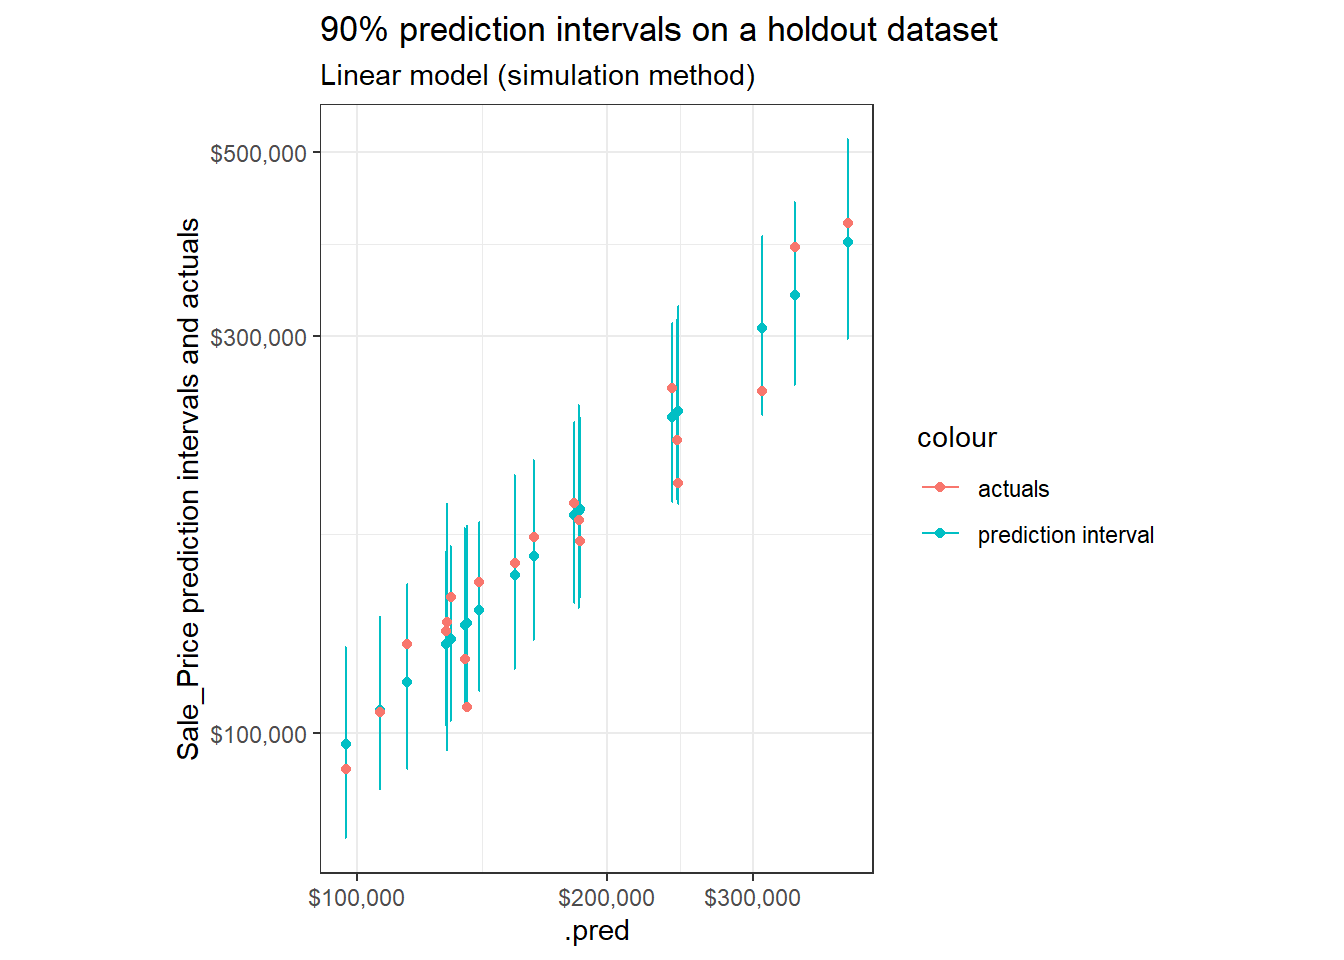 90% prediction intervals on a holdout dataset
Linear model (simulation method)
Sale_Price prediction intervals and actuals
$500,000
$300,000
$100,000
$100,000
$200,000
$300,000
.pred
colour
actuals
prediction interval